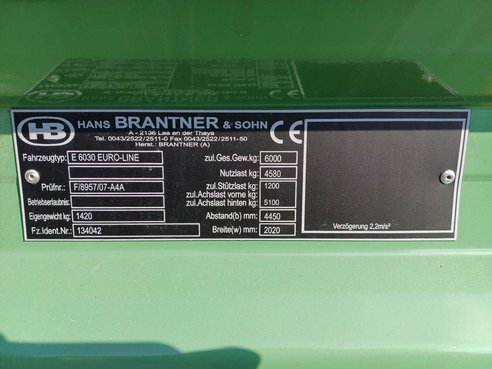 HB HANS BRANTNER & SOHN CE
A - 2136 Laa an der Thaya
Tel. 0043/2522/2511-0 Fax 0043/2522/2511-50
Herst.: BRANTNER (A)
Fahrzeugtyp: E 6030 EURO-LINE zul.Ges.Gew.kg: 6000
Nutzlast kg: 4580
Prüfnr.: F/8957/07-A4A zul.Stützlast kg: 1200
zul.Achslast vorne kg:
Betriebserlaubnis: zul.Achslast hinten kg: 5100
Eigengewicht kg: 1420 Abstand(b) mm: 4450
Fz.Ident.Nr.: 134042 Breite(w) mm: 2020
Verzögerung 2,2m/s²